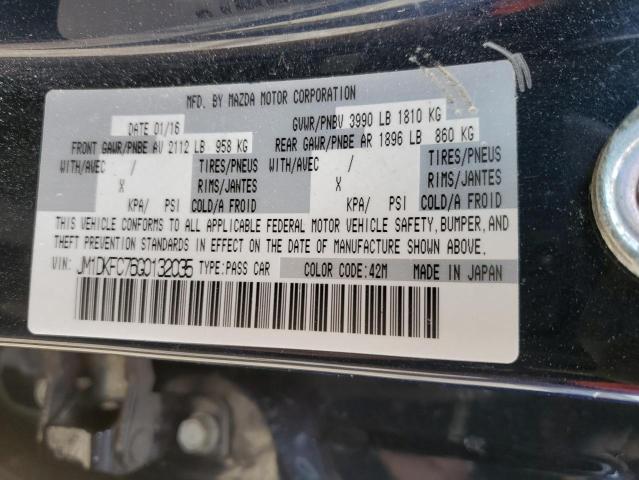 MFD. BY MAZDA MOTOR CORPORATION
DATE 01/16 GVWR/PNBV 3990 LB 1810 KG
FRONT GAWR/PNBE AV 2112 LB 958 KG REAR GAWR/PNBE AR 1896 LB 860 KG
WITH/AVEC / TIRES/PNEUS WITH/AVEC / TIRES/PNEUS
X RIMS/JANTES X RIMS/JANTES
KPA/ PSI COLD/A FROID KPA/ PSI COLD/A FROID
THIS VEHICLE CONFORMS TO ALL APPLICABLE FEDERAL MOTOR VEHICLE SAFETY, BUMPER, AND
THEFT PREVENTION STANDARDS IN EFFECT ON THE DATE OF MANUFACTURE SHOWN ABOVE.
VIN: JM1DKFC76G0132035 TYPE:PASS CAR COLOR CODE:42M MADE IN JAPAN